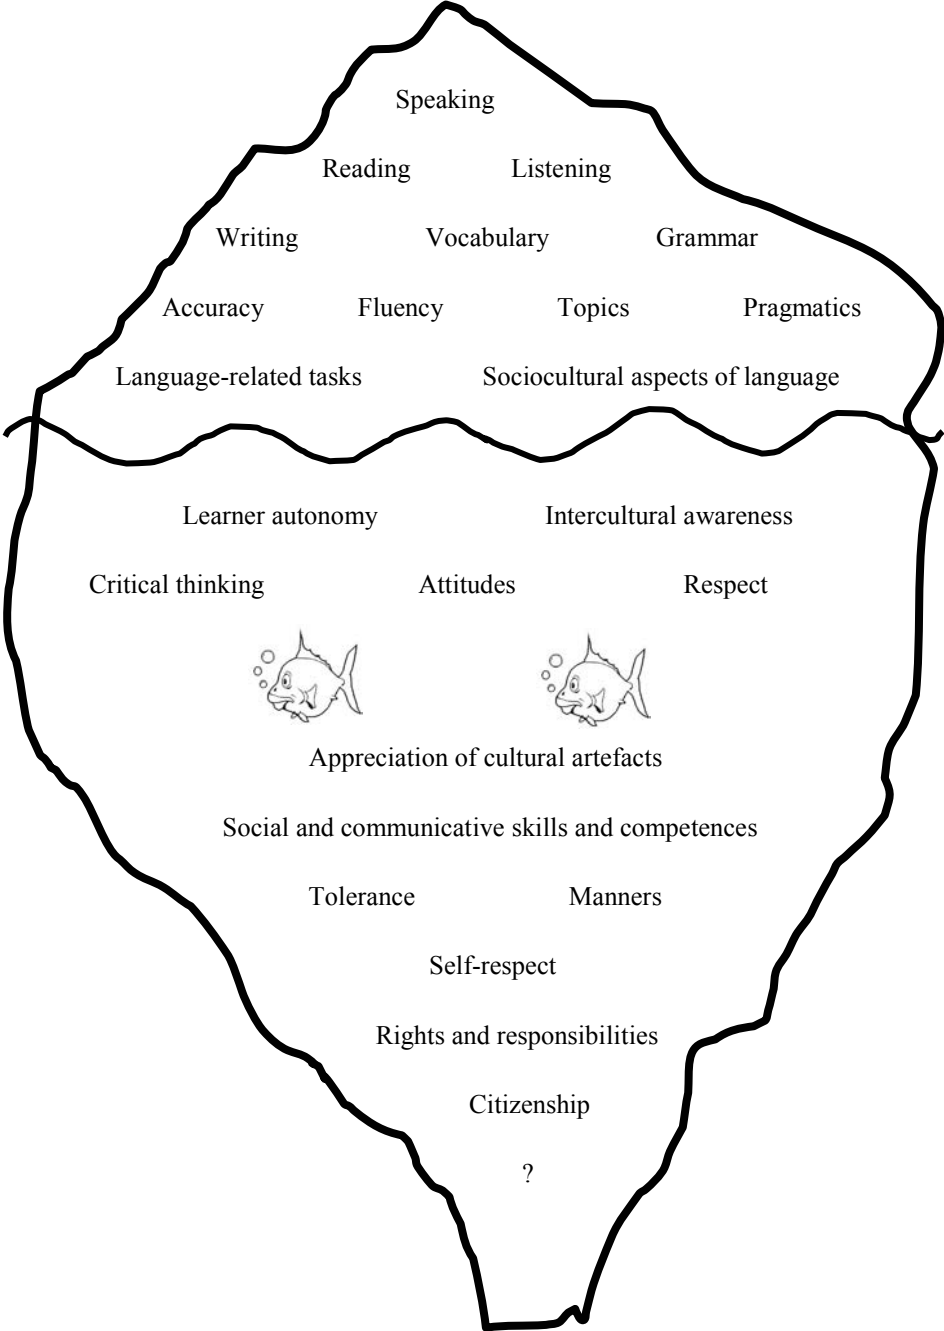 Speaking
Reading Listening
Writing Vocabulary Grammar
Accuracy Fluency Topics Pragmatics
Language-related tasks Sociocultural aspects of language
Learner autonomy Intercultural awareness
Critical thinking Attitudes Respect
Appreciation of cultural artefacts
Social and communicative skills and competences
Tolerance Manners
Self-respect
Rights and responsibilities
Citizenship
?